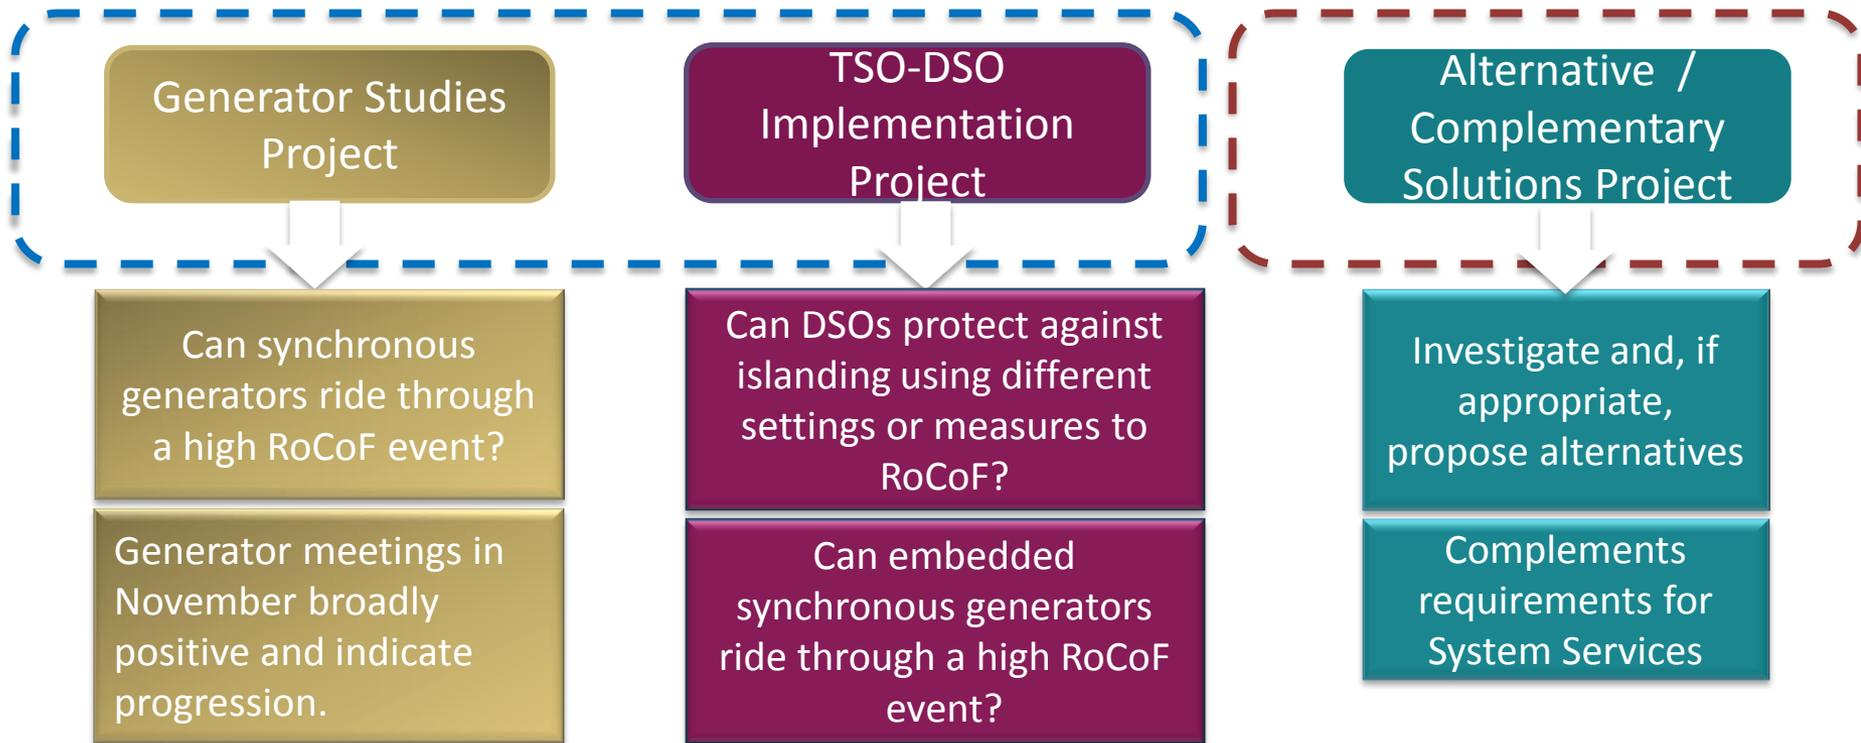 Generator Studies
Project
TSO-DSO
Implementation
Project
Alternative /
Complementary
Solutions Project
Can synchronous
generators ride through
a high RoCoF event?
Generator meetings in
November broadly
positive and indicate
progression.
Can DSOs protect against
islanding using different
settings or measures to
RoCoF?
Can embedded
synchronous generators
ride through a high RoCoF
event?
Investigate and, if
appropriate,
propose alternatives
Complements
requirements for
System Services